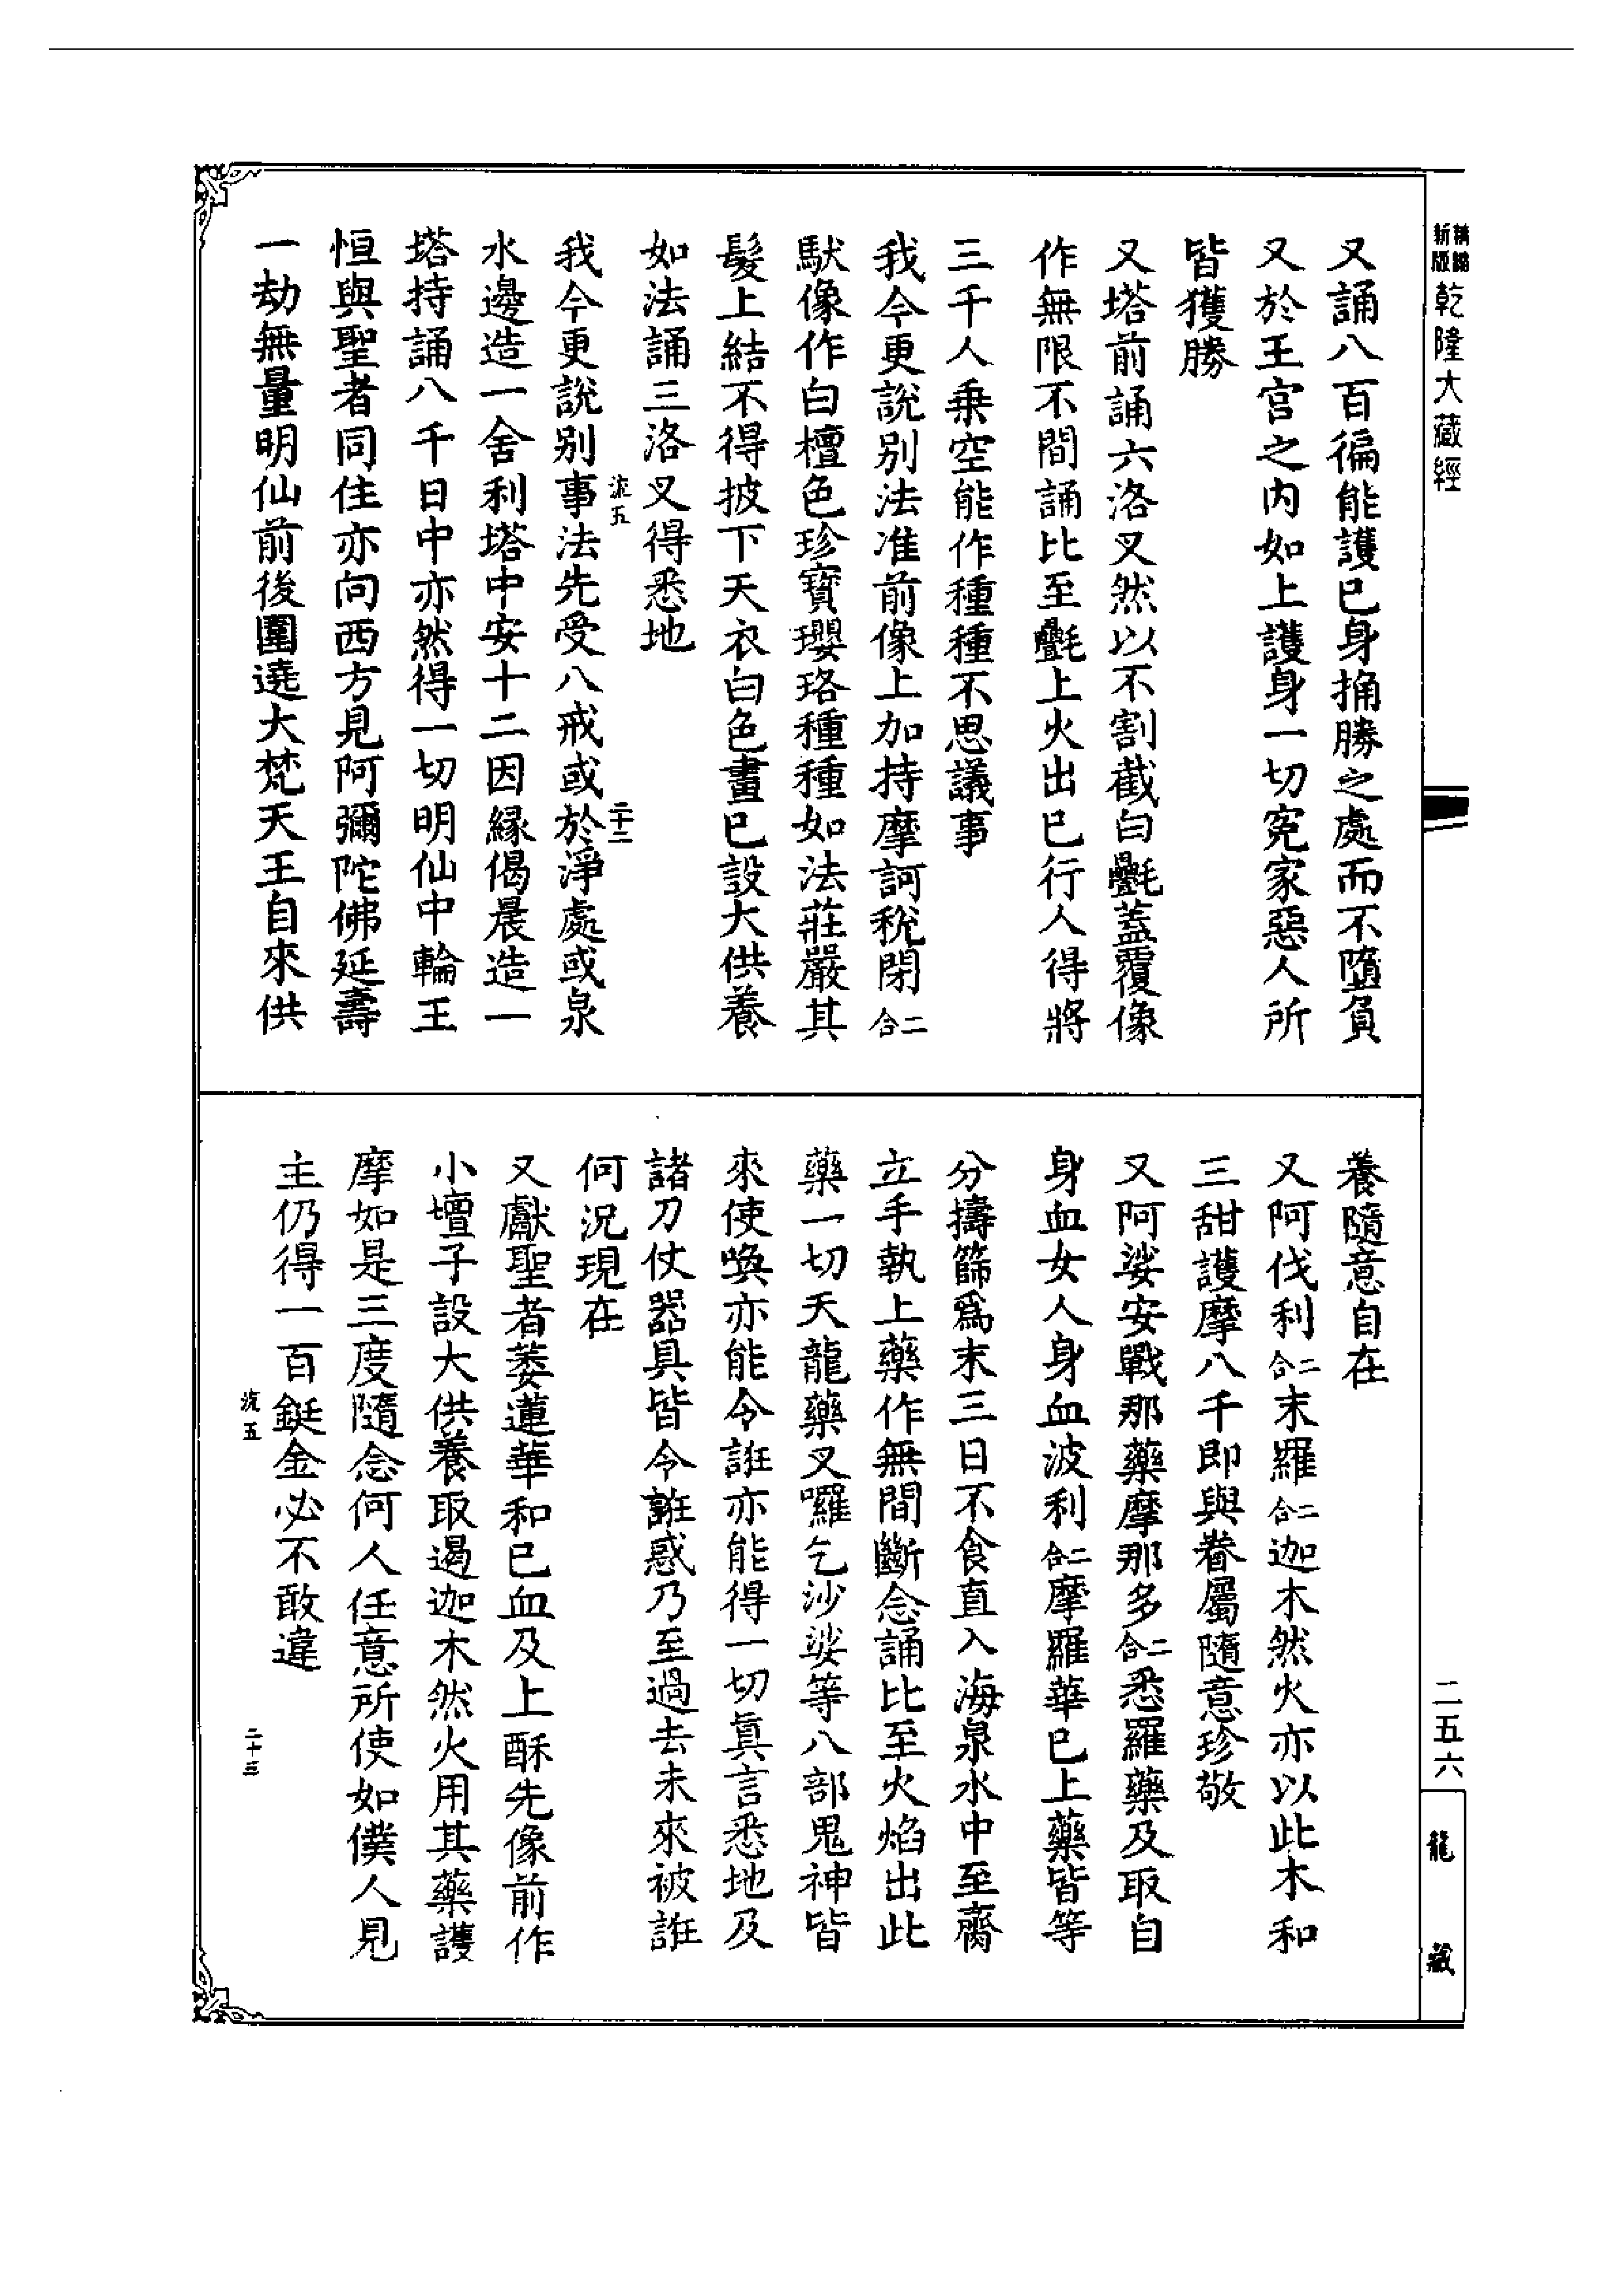 新版
精縮
乾隆大藏經
又誦八百徧能護已身捔勝之處而不墮負
又於王宮之內如上護身一切寃家惡人所
皆獲勝
又塔前誦六洛叉然以不割截白㲲蓋覆像
作無限不間誦比至㲲上火出已行人得將
三千人乘空能作種種不思議事
我今更說別法准前像上加持摩訶稅閉二合
馱像作白檀色珍寶瓔珞種種如法莊嚴其
髮上結不得披下天衣白色畫已設大供養
如法誦三洛叉得悉地
流五
二十二
我今更說別事法先受八戒或於淨處或泉
水邊造一舍利塔中安十二因緣偈晨造一
塔持誦八千日中亦然得一切明仙中輪王
恒與聖者同住亦向西方見阿彌陀佛延壽
一劫無量明仙前後圍遶大梵天王自來供
養隨意自在
又阿伐利二合末羅二合迦木然火亦以此木和
三甜護摩八千即與眷屬隨意珍敬
又阿娑安戰那藥摩那多二合悉羅藥及取自
身血女人身血波利二合摩羅華已上藥皆等
分擣篩爲末三日不食直入海泉水中至齋
立手執上藥作無間斷念誦比至火焰出此
藥一切天龍藥叉囉乞沙娑等八部鬼神皆
來使喚亦能令誑亦能得一切眞言悉地及
諸刀仗器具皆令誑惑乃至過去未來被誑
何況現在
又獻聖者蔞蓮華和已血及上酥先像前作
小壇子設大供養取遏迦木然火用其藥護
摩如是三度隨念何人任意所使如僕人見
主仍得一百鋌金必不敢違
流五
二十三
二五六
龍藏